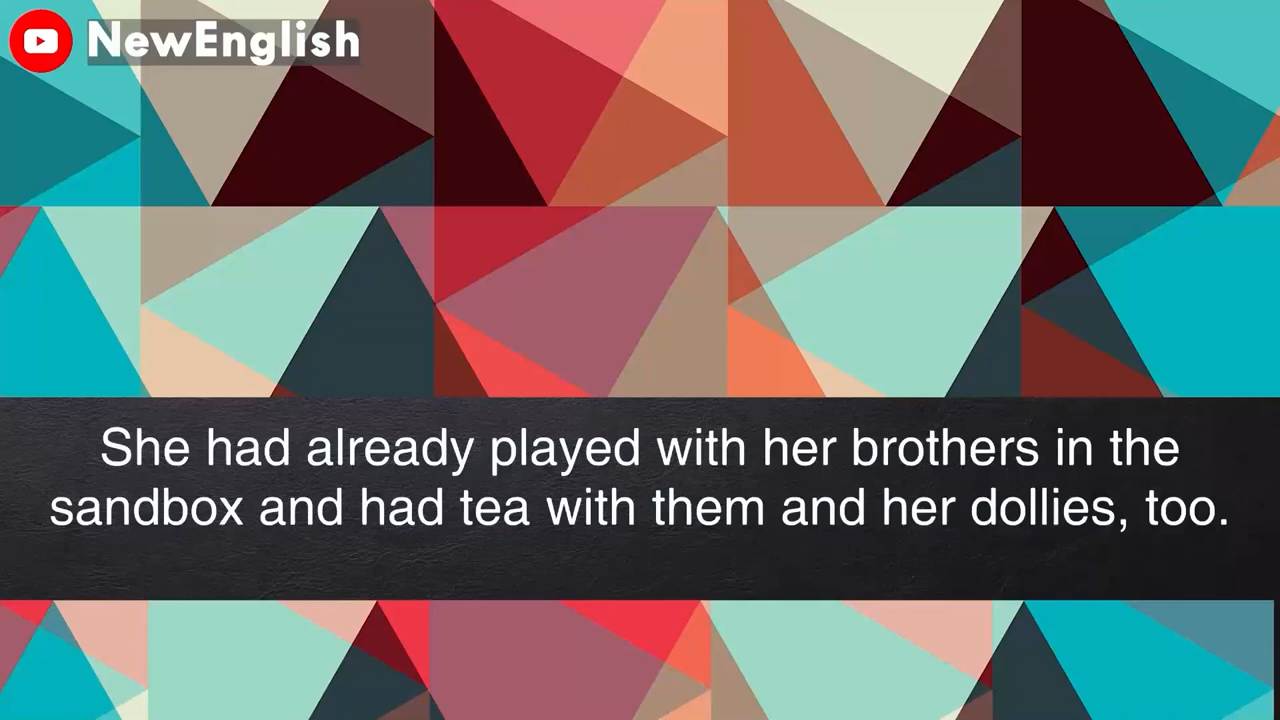 NewEnglish
She had already played with her brothers in the
sandbox and had tea with them and her dollies, too.